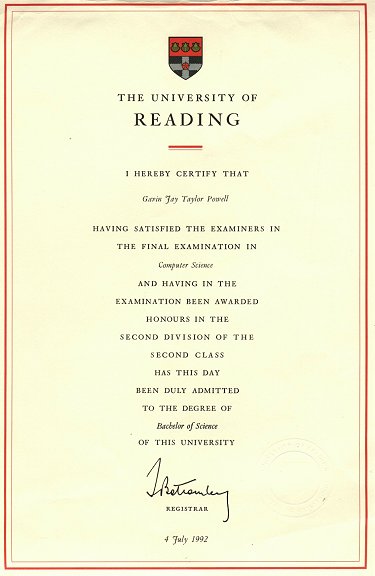 THE UNIVERSITY OF
READING
I HEREBY CERTIFY THAT
Garin Jay Taylor Powell
HAVING SATISFIED THE EXAMINERS IN
THE FINAL EXAMINATION IN
Computer Science
AND HAVING IN THE
EXAMINATION BEEN AWARDED
HONOURS IN THE
SECOND DIVISION OF THE
SECOND CLASS
HAS THIS DAY
BEEN DULY ADMITTED
TO THE DEGREE OF
Bachelor of Science
OF THIS UNIVERSITY
REGISTRAR
4 July 1992